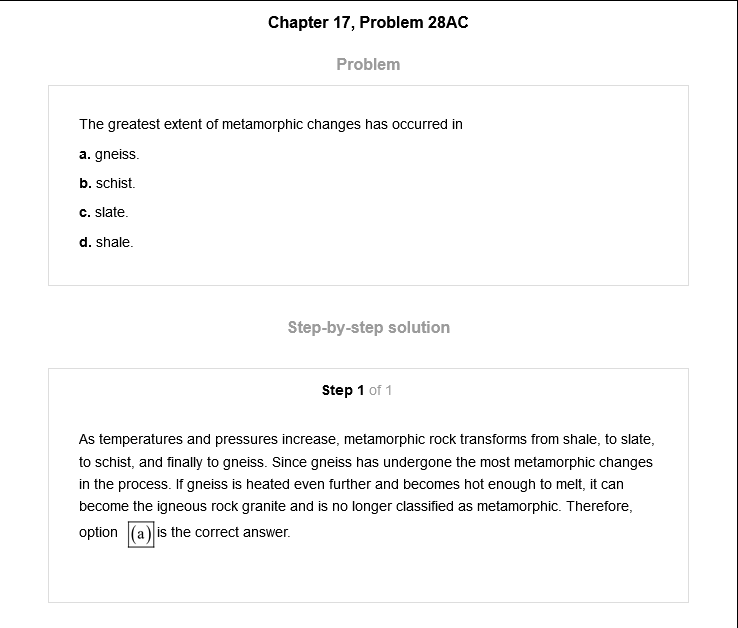 Chapter 17, Problem 28AC
Problem
The greatest extent of metamorphic changes has occurred in
a. gneiss.
b. schist.
c. slate.
d. shale.
Step-by-step solution
Step 1 of 1
As temperatures and pressures increase, metamorphic rock transforms from shale, to slate,
to schist, and finally to gneiss. Since gneiss has undergone the most metamorphic changes
in the process. If gneiss is heated even further and becomes hot enough to melt, it can
become the igneous rock granite and is no longer classified as metamorphic. Therefore,
option (a) is the correct answer.